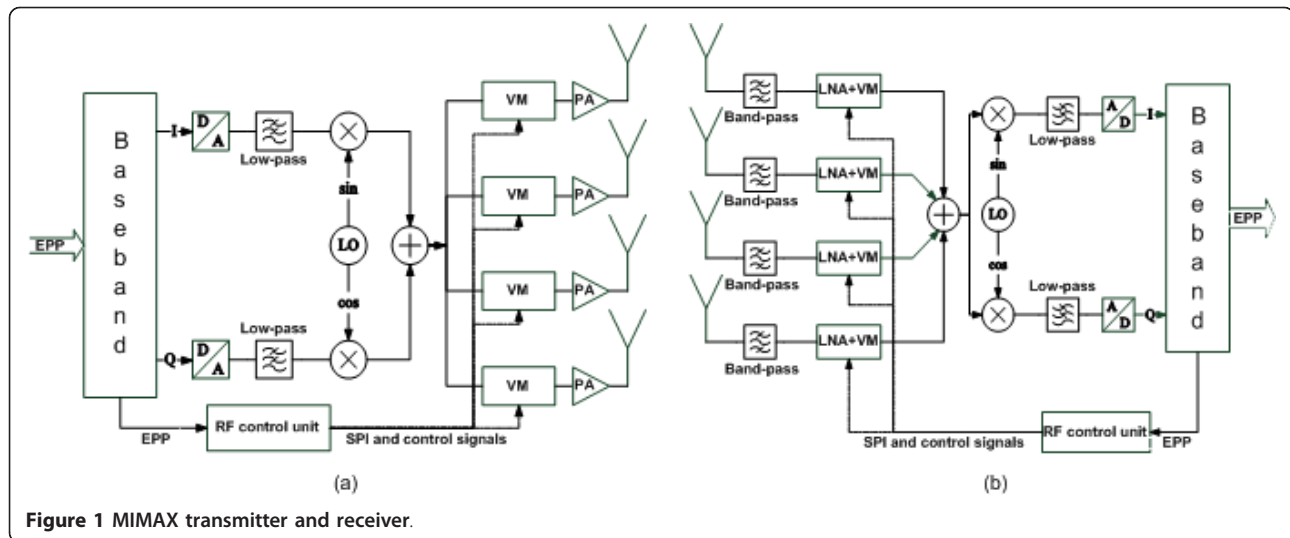 EPP
Baseband
I
D
A
Low-pass
sin
LO
cos
Low-pass
Q
D
A
VM
PA
VM
PA
VM
PA
VM
PA
EPP
RF control unit
SPI and control signals
(a)
Band-pass
LNA+VM
Band-pass
LNA+VM
Band-pass
LNA+VM
Band-pass
LNA+VM
sin
LO
cos
Low-pass
A
D
I
Low-pass
A
D
Q
Baseband
EPP
SPI and control signals
RF control unit
EPP
(b)
Figure 1 MIMAX transmitter and receiver.